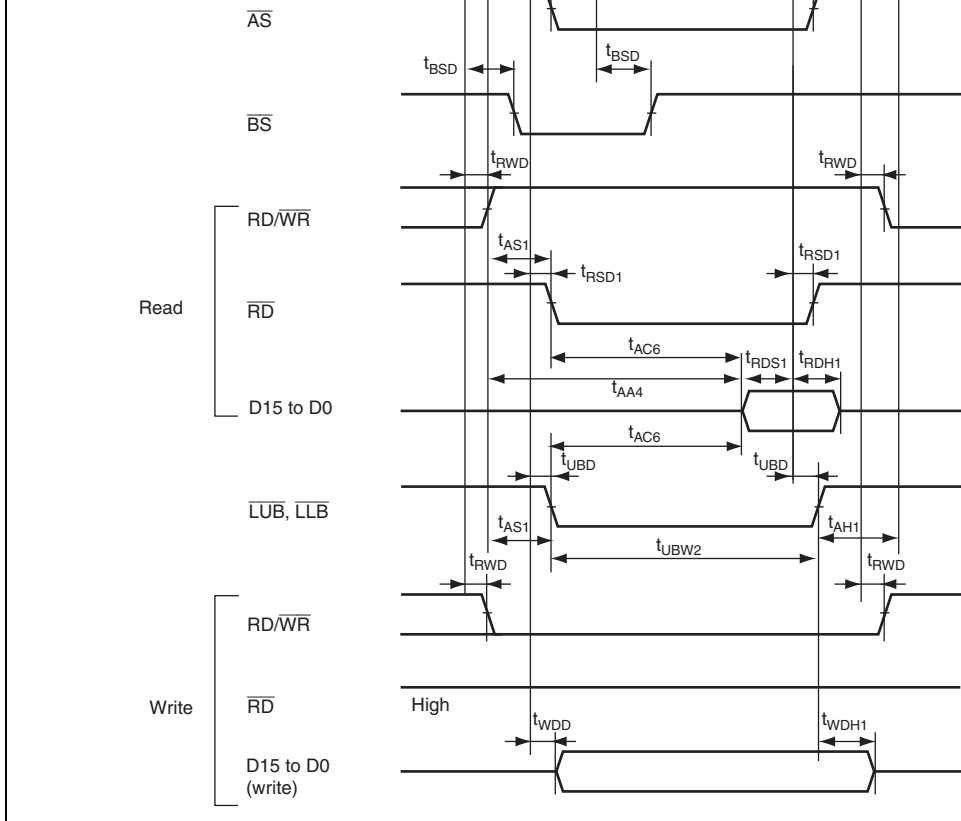 AS
tBSD
tBSD
BS
tRWD
tRWD
RD/WR
tAS1
tRSD1
tRSD1
Read
RD
tAC6
tRDS1
tRDH1
tAA4
D15 to D0
tAC6
tUBD
tUBD
LUB, LLB
tAS1
tAH1
tUBW2
tRWD
tRWD
RD/WR
Write
RD
High
tWDD
tWDH1
D15 to D0
(write)